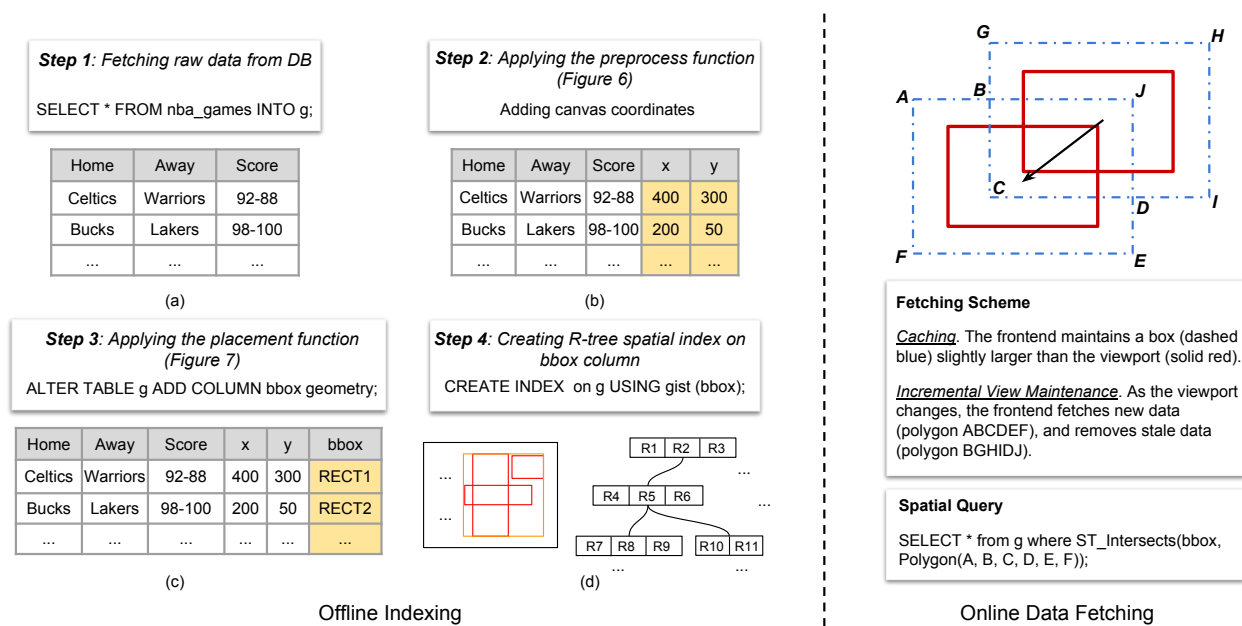 Step 1: Fetching raw data from DB
SELECT * FROM nba_games INTO g;
Home Away Score
Celtics Warriors 92-88
Bucks Lakers 98-100
... ... ...
(a)
Step 2: Applying the preprocess function
(Figure 6)
Adding canvas coordinates
Home Away Score x y
Celtics Warriors 92-88 400 300
Bucks Lakers 98-100 200 50
... ... ... ... ...
(b)
Step 3: Applying the placement function
(Figure 7)
ALTER TABLE g ADD COLUMN bbox geometry;
Home Away Score x y bbox
Celtics Warriors 92-88 400 300 RECT1
Bucks Lakers 98-100 200 50 RECT2
... ... ... ... ... ...
(c)
Step 4: Creating R-tree spatial index on
bbox column
CREATE INDEX on g USING gist (bbox);
...
...
R1 R2 R3
...
R4 R5 R6
...
R7 R8 R9 R10 R11
... ...
(d)
Offline Indexing
G H
A B J
C D I
F E
Fetching Scheme
Caching. The frontend maintains a box (dashed
blue) slightly larger than the viewport (solid red).
Incremental View Maintenance. As the viewport
changes, the frontend fetches new data
(polygon ABCDEF), and removes stale data
(polygon BGHIDJ).
Spatial Query
SELECT * from g where ST_Intersects(bbox,
Polygon(A, B, C, D, E, F));
Online Data Fetching